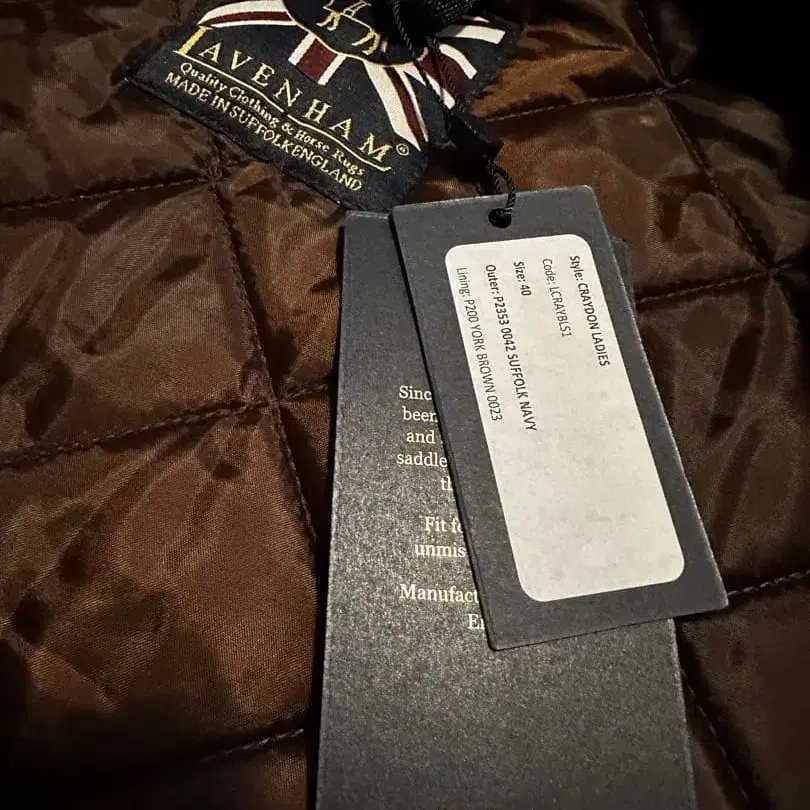 LAVENHAM®
Quality Clothing & Horse Rugs
MADE IN SUFFOLK ENGLAND
Style: CRAYDON LADIES
Code: LCRAYBLS1
Size: 40
Outer: P2353 0042 SUFFOLK NAVY
Lining: P200 YORK BROWN 0023
Sinc
been
and
saddle
th
Fit fo
unmis
Manufact
En